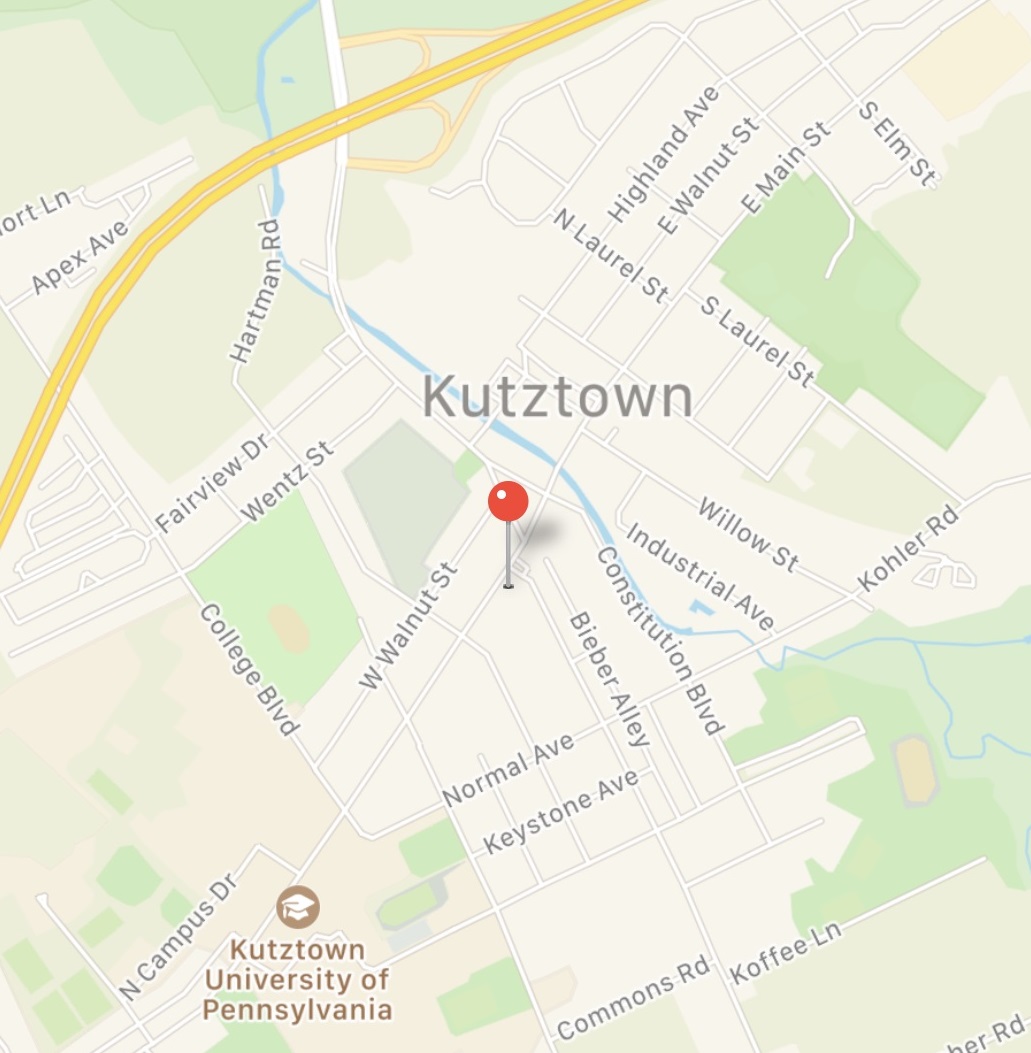 Highland Ave
E Walnut St
E Main St
S Elm St
ort Ln
Apex Ave
Hartman Rd
N Laurel St
S Laurel St
Kutztown
Fairview Dr
Wentz St
Willow St
Industrial Ave
Kohler Rd
Constitution Blvd
W Walnut St
College Blvd
Bieber Alley
Normal Ave
Keystone Ave
N Campus Dr
Kutztown
University of
Pennsylvania
Koffee Ln
Commons Rd
ber Rd